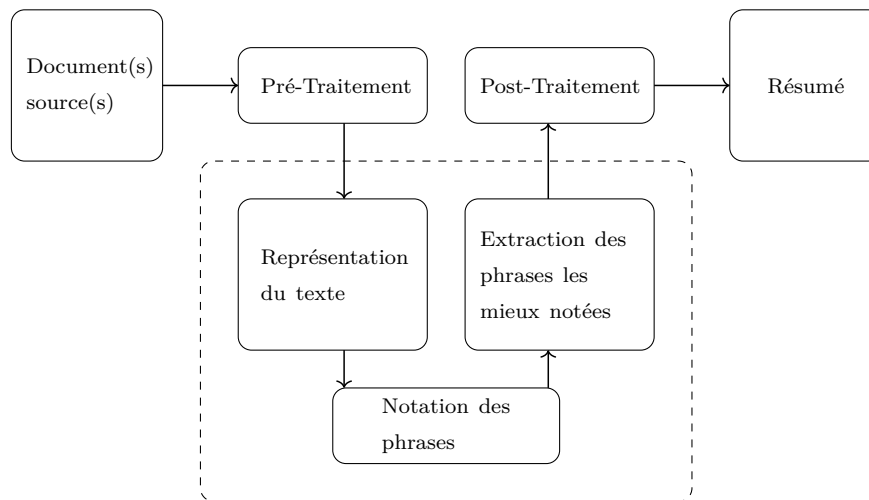 Document(s)
source(s)
Pré-Traitement
Post-Traitement
Résumé
Représentation
du texte
Extraction des
phrases les
mieux notées
Notation des
phrases